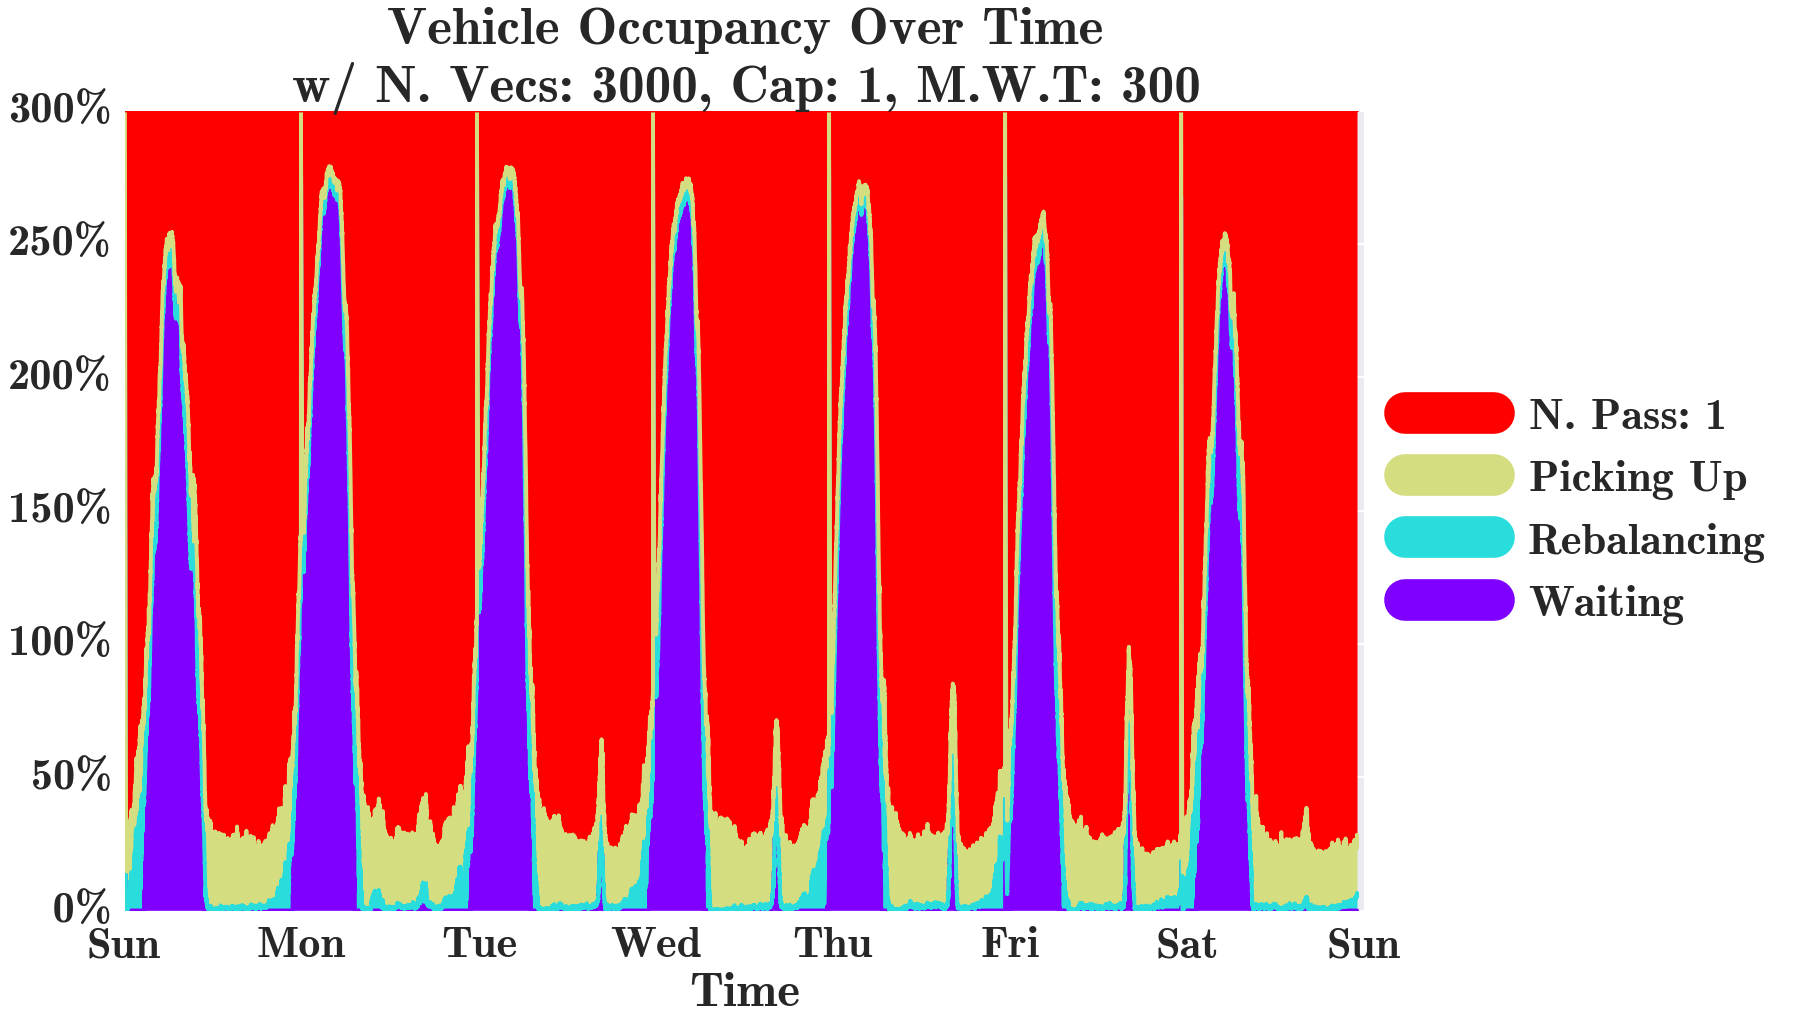 Vehicle Occupancy Over Time
w/ N. Vecs: 3000, Cap: 1, M.W.T: 300
300%
250%
200%
150%
100%
50%
0%
Sun Mon Tue Wed Thu Fri Sat Sun
Time
N. Pass: 1
Picking Up
Rebalancing
Waiting